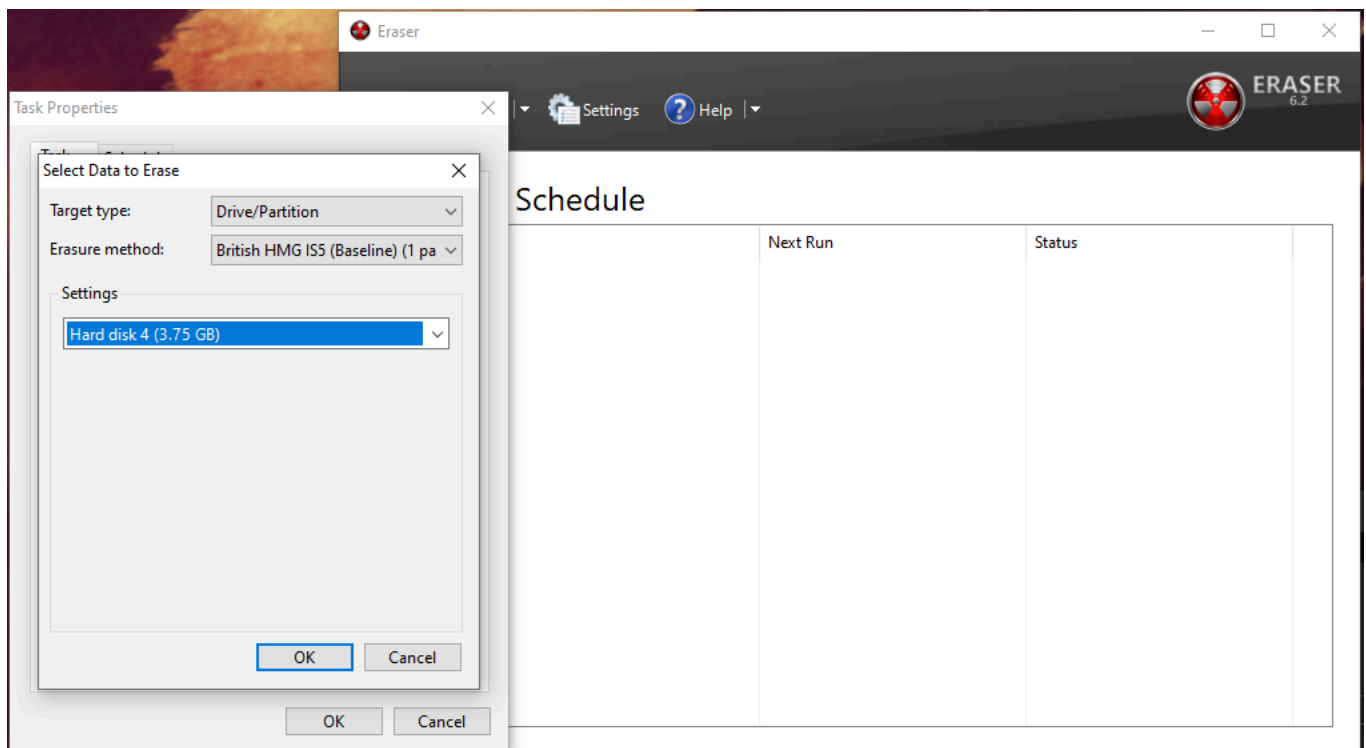 Eraser
ERASER
6.2
Settings
Help
Task Properties
Select Data to Erase
Target type:
Drive/Partition
Erasure method:
British HMG IS5 (Baseline) (1 pa
Settings
Hard disk 4 (3.75 GB)
OK
Cancel
OK
Cancel
Schedule
Next Run
Status